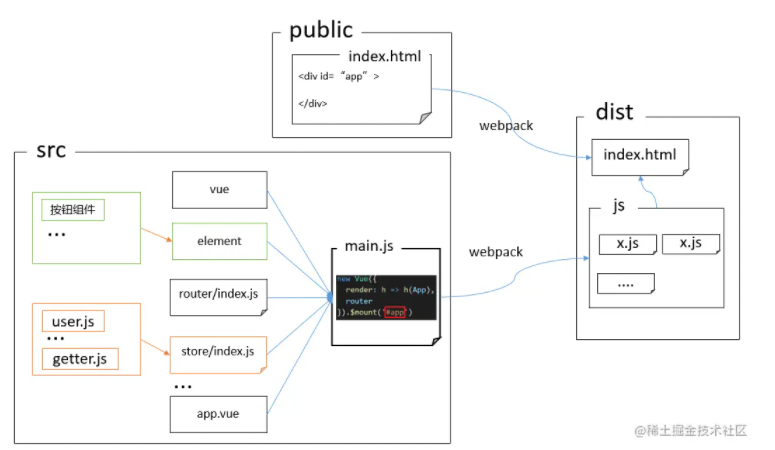 public
index.html
<div id= “app” >
</div>
webpack
dist
index.html
js
x.js
x.js
....
src
按钮组件
...
vue
element
router/index.js
user.js
...
getter.js
store/index.js
...
app.vue
main.js
new Vue({
render: h => h(App),
router
}).$mount("#app")
webpack
@稀土掘金技术社区